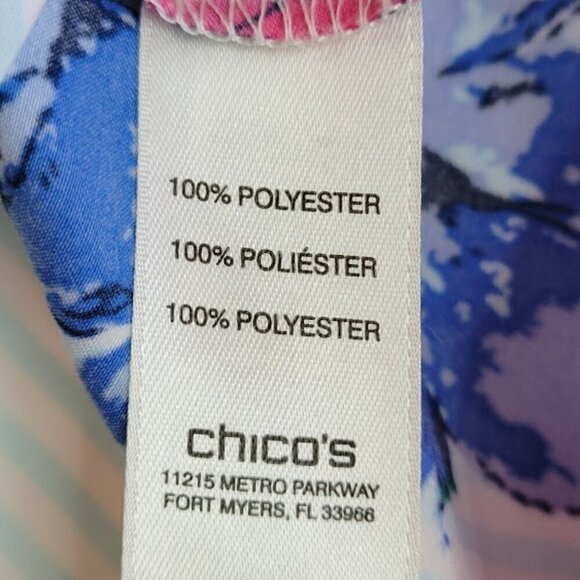 100% POLYESTER
100% POLIÉSTER
100% POLYESTER
chico's
11215 METRO PARKWAY
FORT MYERS, FL 33966